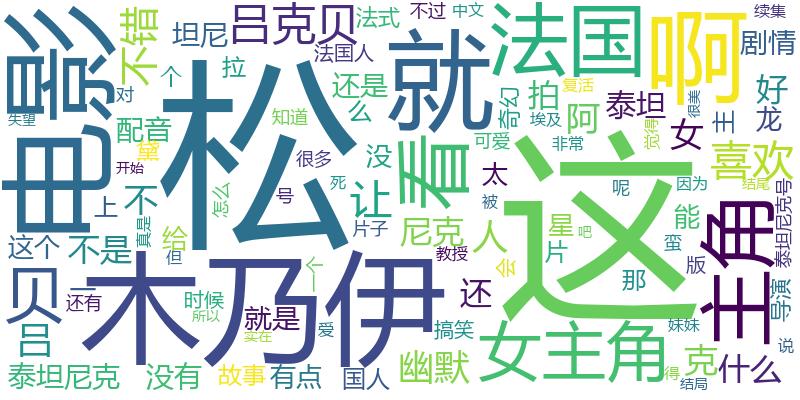 不错
坦尼
吕克贝
法式
不过
中文
法国
啊
续集
电影
松
就
法国人
剧情
个
拉
还是
么
拍
复活
泰坦
好
龙
对
失望
配音
黛
知道
奇幻
埃及
阿
觉得
很美
女
主
开始
不
怎么
很多
没
看
可爱
非常
喜欢
上
真是
号
死
让
太
这
呢
因为
结尾
泰坦尼克号
这个
不是
给
但
片子
尼克
人
被
星
吧
能
主角
贝
一
木乃伊
一个
教授
会
片
那
蛮
版
导演
还有
时候
所以
就是
还
吕
实在
爱
搞笑
女主角
妹妹
说
泰坦尼克
没有
故事
有点
国人
幽默
得
克
结局
什么